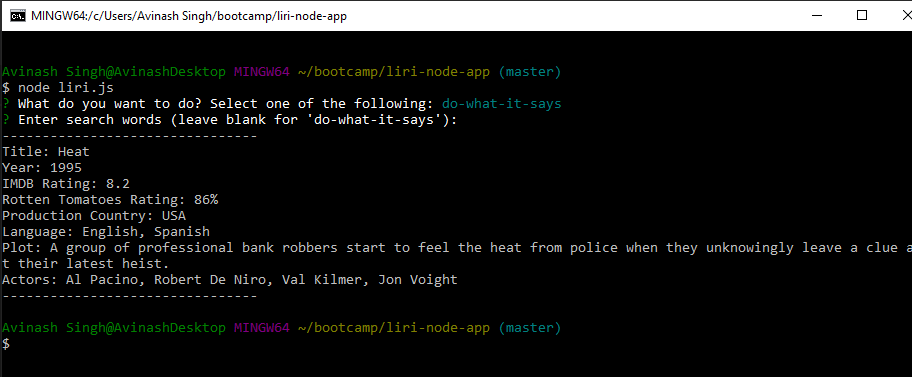 MINGW64:/c/Users/Avinash Singh/bootcamp/liri-node-app
Avinash Singh@AvinashDesktop MINGW64 ~/bootcamp/liri-node-app (master)
$ node liri.js
? What do you want to do? Select one of the following: do-what-it-says
? Enter search words (leave blank for 'do-what-it-says'):
--------------------------------
Title: Heat
Year: 1995
IMDB Rating: 8.2
Rotten Tomatoes Rating: 86%
Production Country: USA
Language: English, Spanish
Plot: A group of professional bank robbers start to feel the heat from police when they unknowingly leave a clue a
t their latest heist.
Actors: Al Pacino, Robert De Niro, Val Kilmer, Jon Voight
--------------------------------
Avinash Singh@AvinashDesktop MINGW64 ~/bootcamp/liri-node-app (master)
$